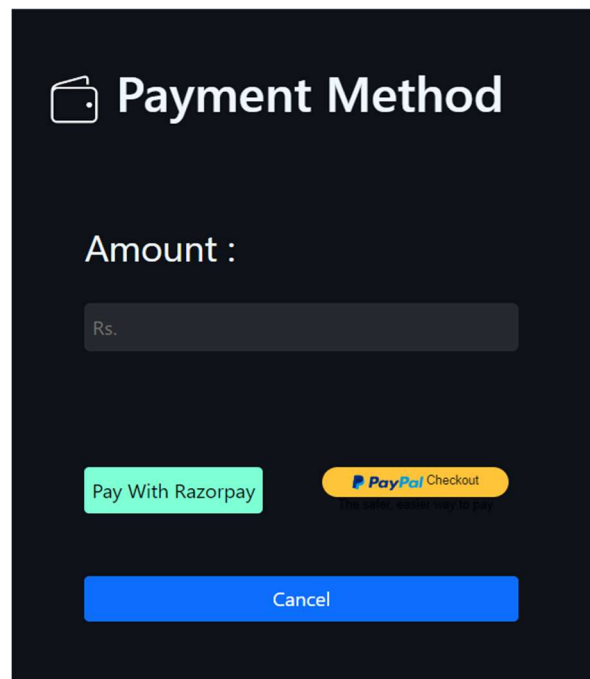 Payment Method
Amount :
Rs.
Pay With Razorpay
PayPal Checkout
The safer, easier way to pay
Cancel